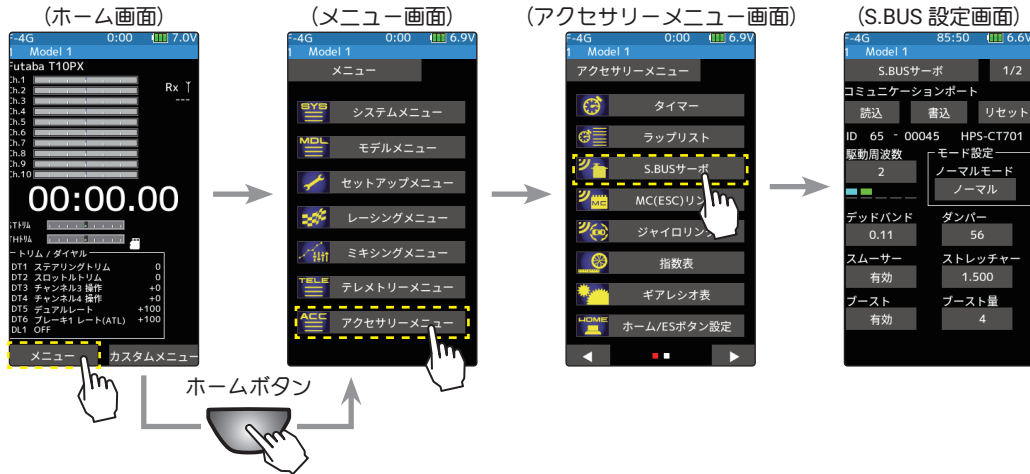 (ホーム画面)
F-4G 0:00 7.0V
1 Model 1
Futaba T10PX
Ch.1
Ch.2
Ch.3
Ch.4
Ch.5
Ch.6
Ch.7
Ch.8
Ch.9
Ch.10
Rx
---
00:00.00
STトリム 5
THトリム 5
トリム / ダイヤル
DT1 ステアリングトリム 0
DT2 スロットルトリム 0
DT3 チャンネル3 操作 +0
DT4 チャンネル4 操作 +0
DT5 デュアルレート +100
DT6 ブレーキ1 レート(ATL) +100
DL1 OFF
メニュー カスタムメニュー
ホームボタン
(メニュー画面)
F-4G 0:00 6.9V
1 Model 1
メニュー
SYS システムメニュー
MDL モデルメニュー
セットアップメニュー
レーシングメニュー
ミキシングメニュー
TELE テレメトリーメニュー
ACC アクセサリーメニュー
(アクセサリーメニュー画面)
F-4G 0:00 6.9V
1 Model 1
アクセサリーメニュー
タイマー
ラップリスト
S.BUSサーボ
MC MC(ESC)リン
ジャイロリン
指数表
ギアレシオ表
HOME ホーム/ESボタン設定
(S.BUS 設定画面)
F-4G 85:50 6.6V
1 Model 1
S.BUSサーボ 1/2
コミュニケーションポート
読込 書込 リセット
ID 65 - 00045 HPS-CT701
駆動周波数
2
モード設定
ノーマルモード
ノーマル
デッドバンド ダンパー
0.11 56
スムーサー ストレッチャー
有効 1.500
ブースト ブースト量
有効 4